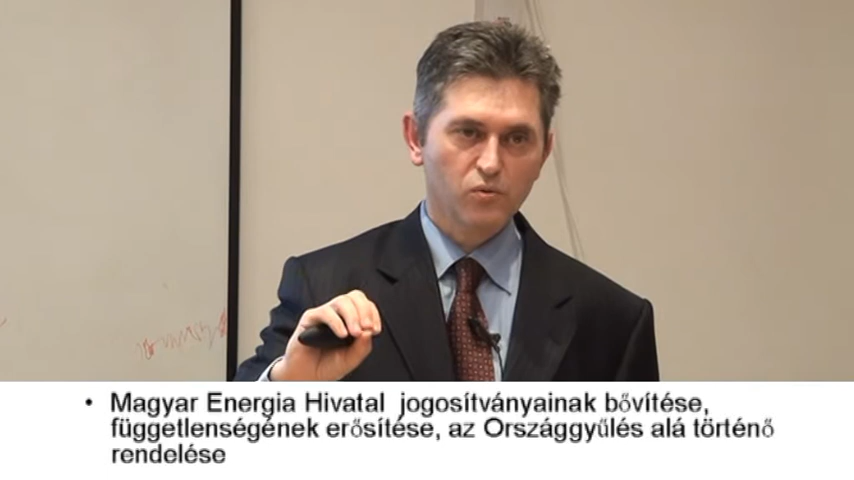 • Magyar Energia Hivatal jogosítványainak bővítése,
függetlenségének erősítése, az Országgyűlés alá történő
rendelése